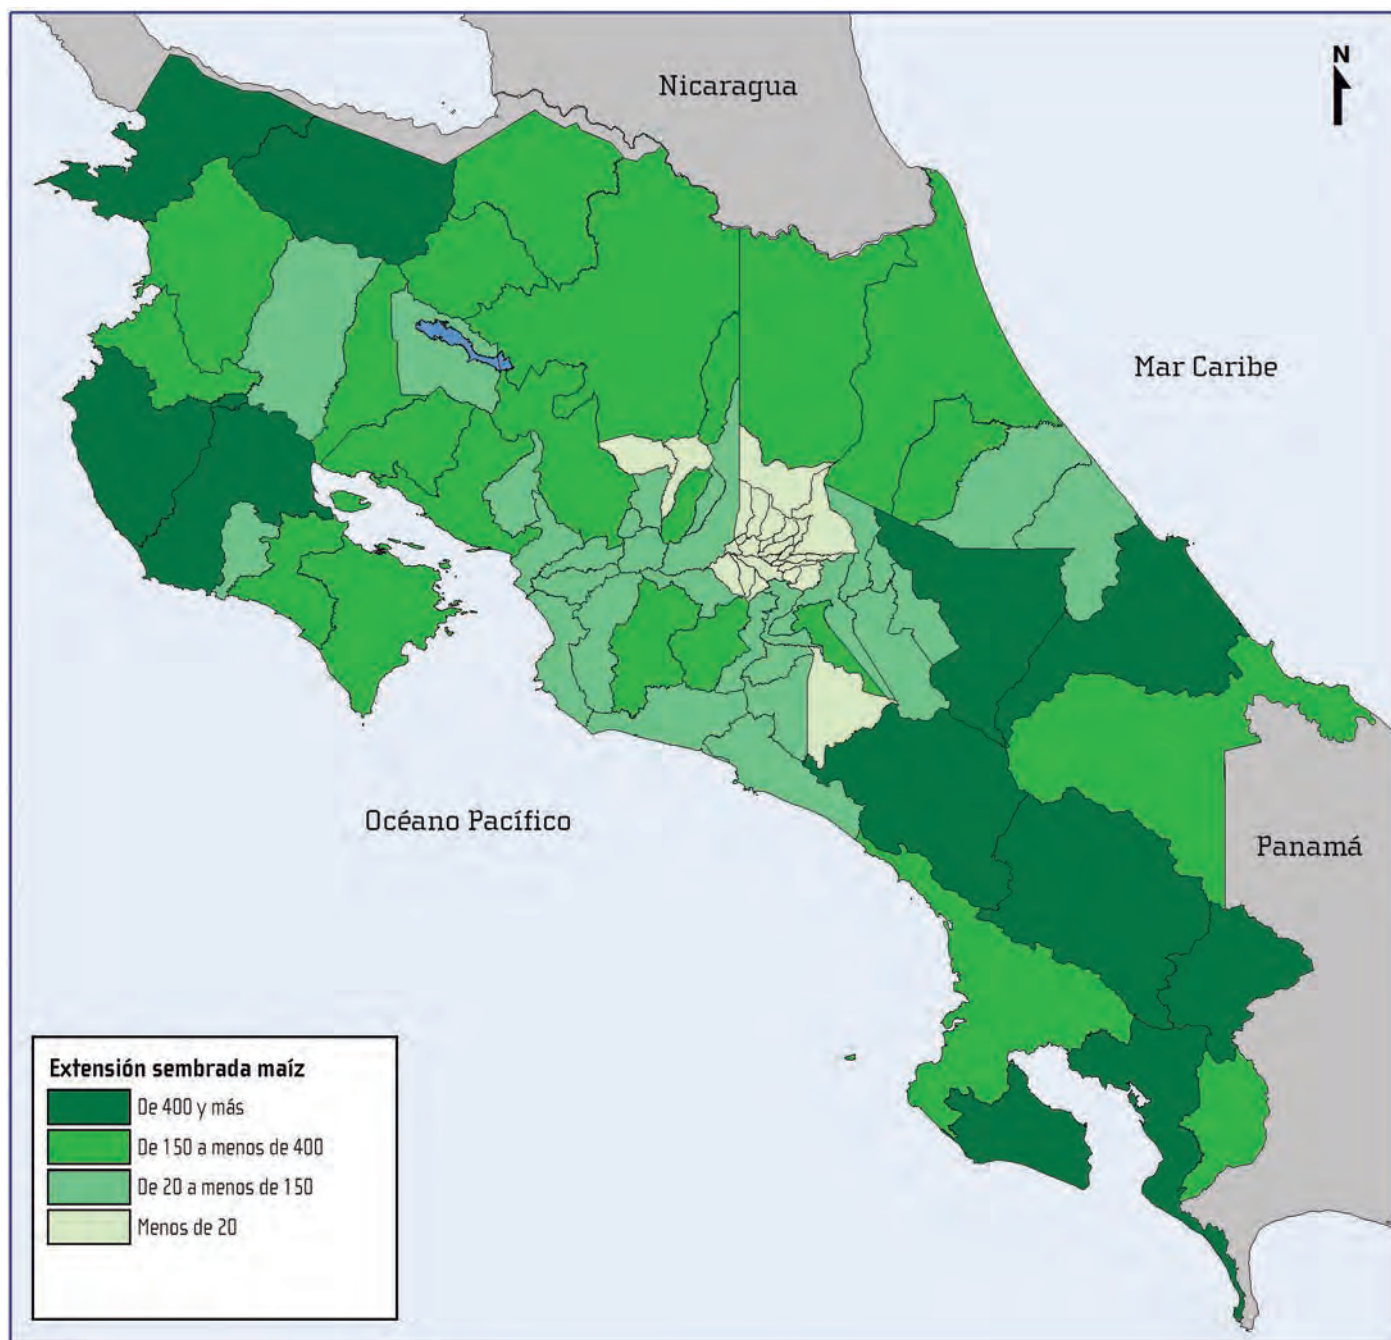 N
Nicaragua
Mar Caribe
Océano Pacífico
Panamá
Extensión sembrada maíz
De 400 y más
De 150 a menos de 400
De 20 a menos de 150
Menos de 20